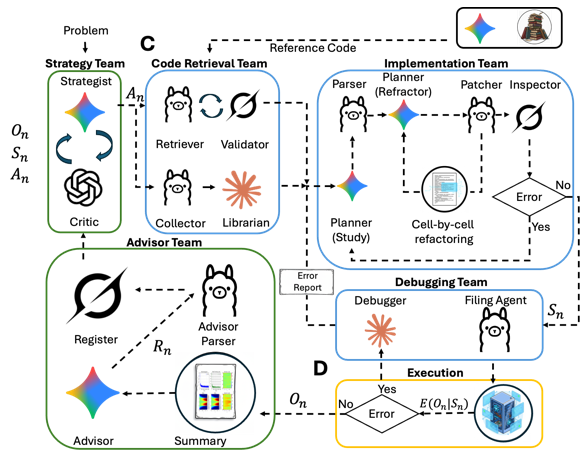 Problem
C
Reference Code
Strategy Team
Code Retrieval Team
Implementation Team
Strategist
A_n
Parser
Planner
(Refractor)
Patcher
Inspector
O_n
S_n
A_n
Retriever
Validator
No
Error
Yes
Critic
Collector
Librarian
Planner
(Study)
Cell-by-cell
refactoring
Advisor Team
Error
Report
Debugging Team
Debugger
Filing Agent
S_n
Register
Advisor
Parser
R_n
D
Execution
Yes
O_n
No
Error
E(O_n|S_n)
Advisor
Summary